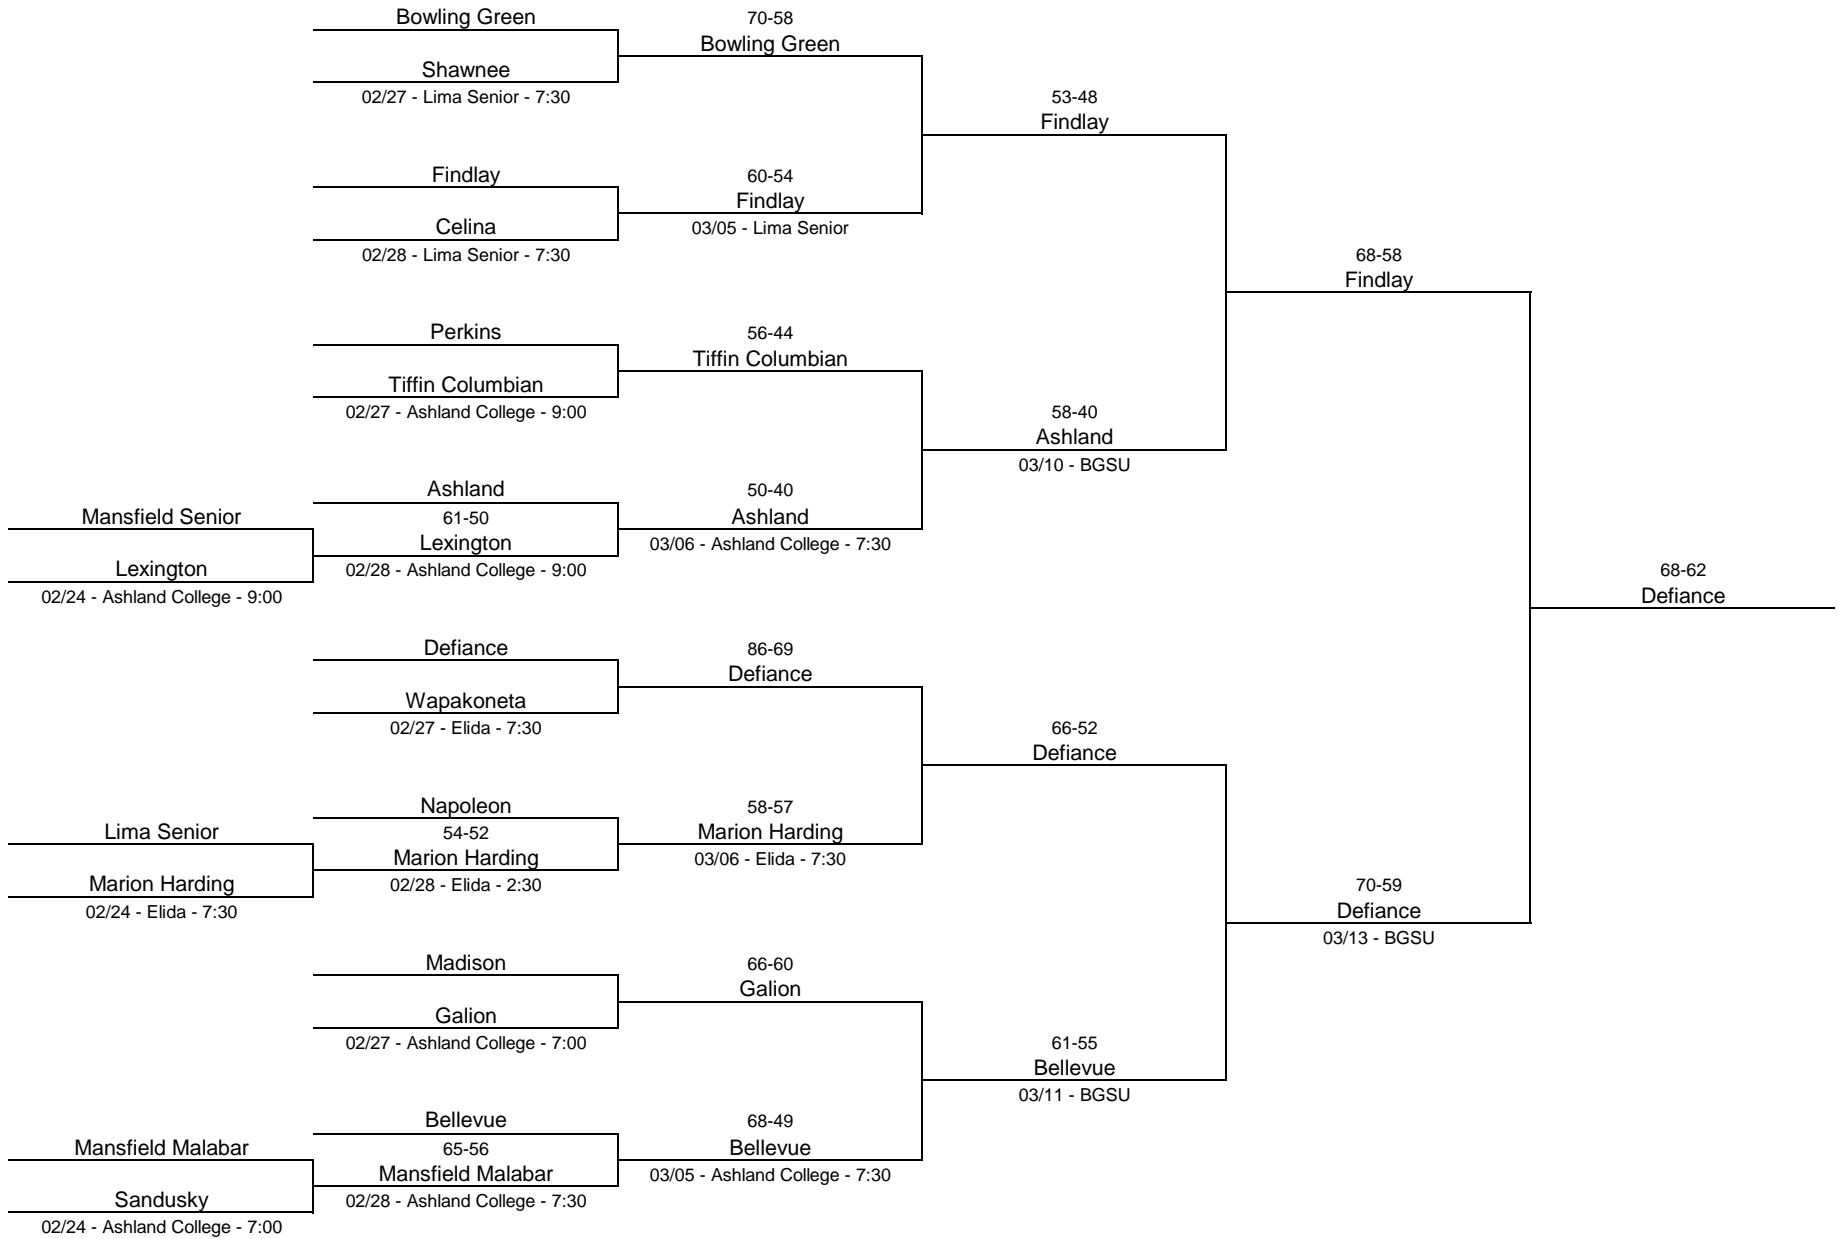 Bowling Green
70-58
Bowling Green
Shawnee
02/27 - Lima Senior - 7:30
53-48
Findlay
Findlay
60-54
Findlay
Celina
03/05 - Lima Senior
02/28 - Lima Senior - 7:30
68-58
Findlay
Perkins
56-44
Tiffin Columbian
Tiffin Columbian
02/27 - Ashland College - 9:00
58-40
Ashland
03/10 - BGSU
Ashland
50-40
Mansfield Senior
61-50
Ashland
Lexington
03/06 - Ashland College - 7:30
Lexington
02/28 - Ashland College - 9:00
02/24 - Ashland College - 9:00
68-62
Defiance
Defiance
86-69
Defiance
Wapakoneta
02/27 - Elida - 7:30
66-52
Defiance
Napoleon
58-57
Lima Senior
54-52
Marion Harding
Marion Harding
03/06 - Elida - 7:30
Marion Harding
02/28 - Elida - 2:30
70-59
02/24 - Elida - 7:30
Defiance
03/13 - BGSU
Madison
66-60
Galion
Galion
02/27 - Ashland College - 7:00
61-55
Bellevue
03/11 - BGSU
Bellevue
68-49
Mansfield Malabar
65-56
Bellevue
Mansfield Malabar
03/05 - Ashland College - 7:30
Sandusky
02/28 - Ashland College - 7:30
02/24 - Ashland College - 7:00